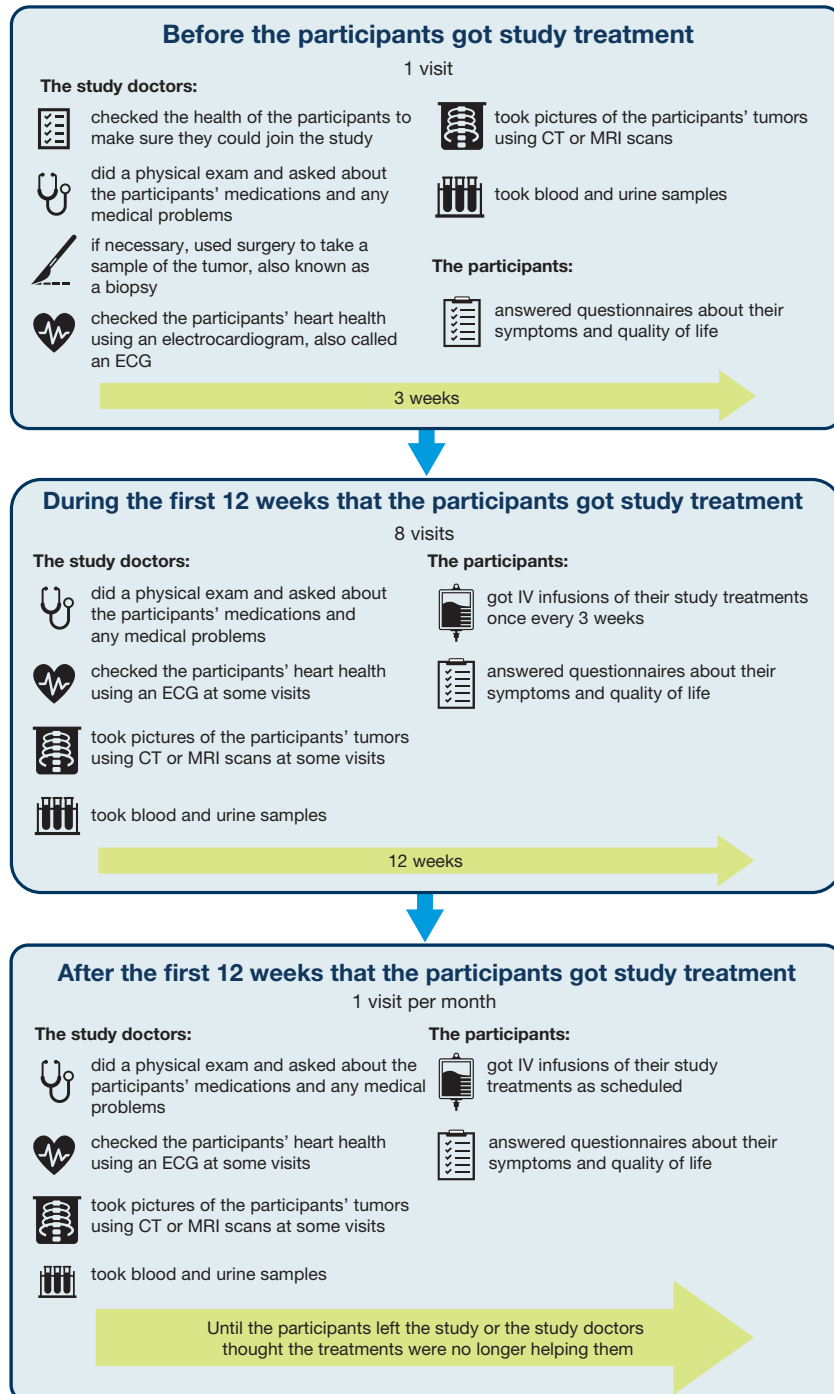 Before the participants got study treatment
1 visit
The study doctors:
checked the health of the participants to
make sure they could join the study
did a physical exam and asked about
the participants’ medications and any
medical problems
if necessary, used surgery to take a
sample of the tumor, also known as
a biopsy
checked the participants’ heart health
using an electrocardiogram, also called
an ECG
took pictures of the participants’ tumors
using CT or MRI scans
took blood and urine samples
The participants:
answered questionnaires about their
symptoms and quality of life
3 weeks
During the first 12 weeks that the participants got study treatment
8 visits
The study doctors:
did a physical exam and asked about
the participants’ medications and
any medical problems
checked the participants’ heart health
using an ECG at some visits
took pictures of the participants’ tumors
using CT or MRI scans at some visits
took blood and urine samples
The participants:
got IV infusions of their study treatments
once every 3 weeks
answered questionnaires about their
symptoms and quality of life
12 weeks
After the first 12 weeks that the participants got study treatment
1 visit per month
The study doctors:
did a physical exam and asked about the
participants’ medications and any medical
problems
checked the participants’ heart health
using an ECG at some visits
took pictures of the participants’ tumors
using CT or MRI scans at some visits
took blood and urine samples
The participants:
got IV infusions of their study
treatments as scheduled
answered questionnaires about their
symptoms and quality of life
Until the participants left the study or the study doctors
thought the treatments were no longer helping them